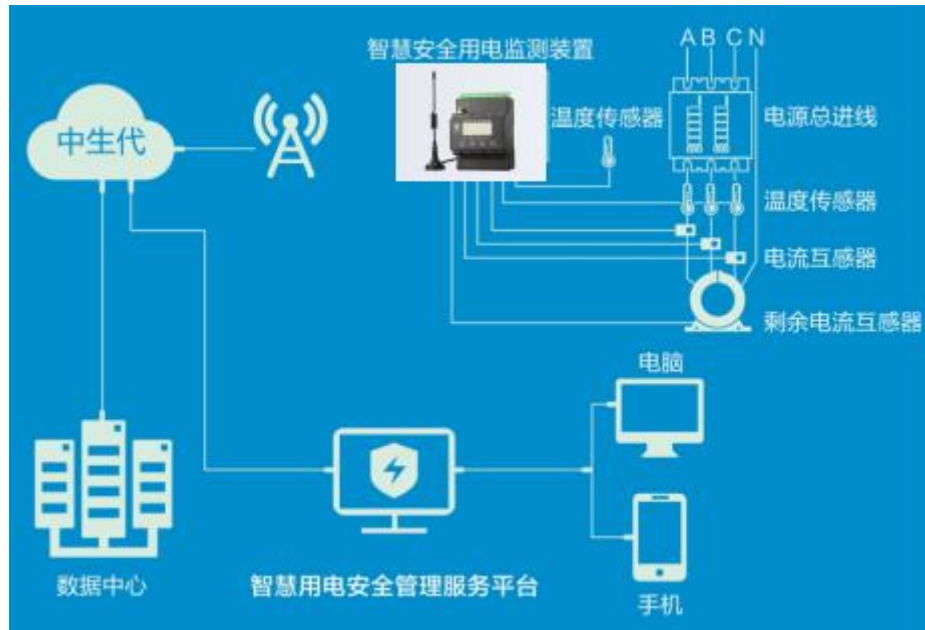 智慧安全用电监测装置
A B C N
中生代
温度传感器
电源总进线
温度传感器
电流互感器
剩余电流互感器
电脑
数据中心
智慧用电安全管理服务平台
手机